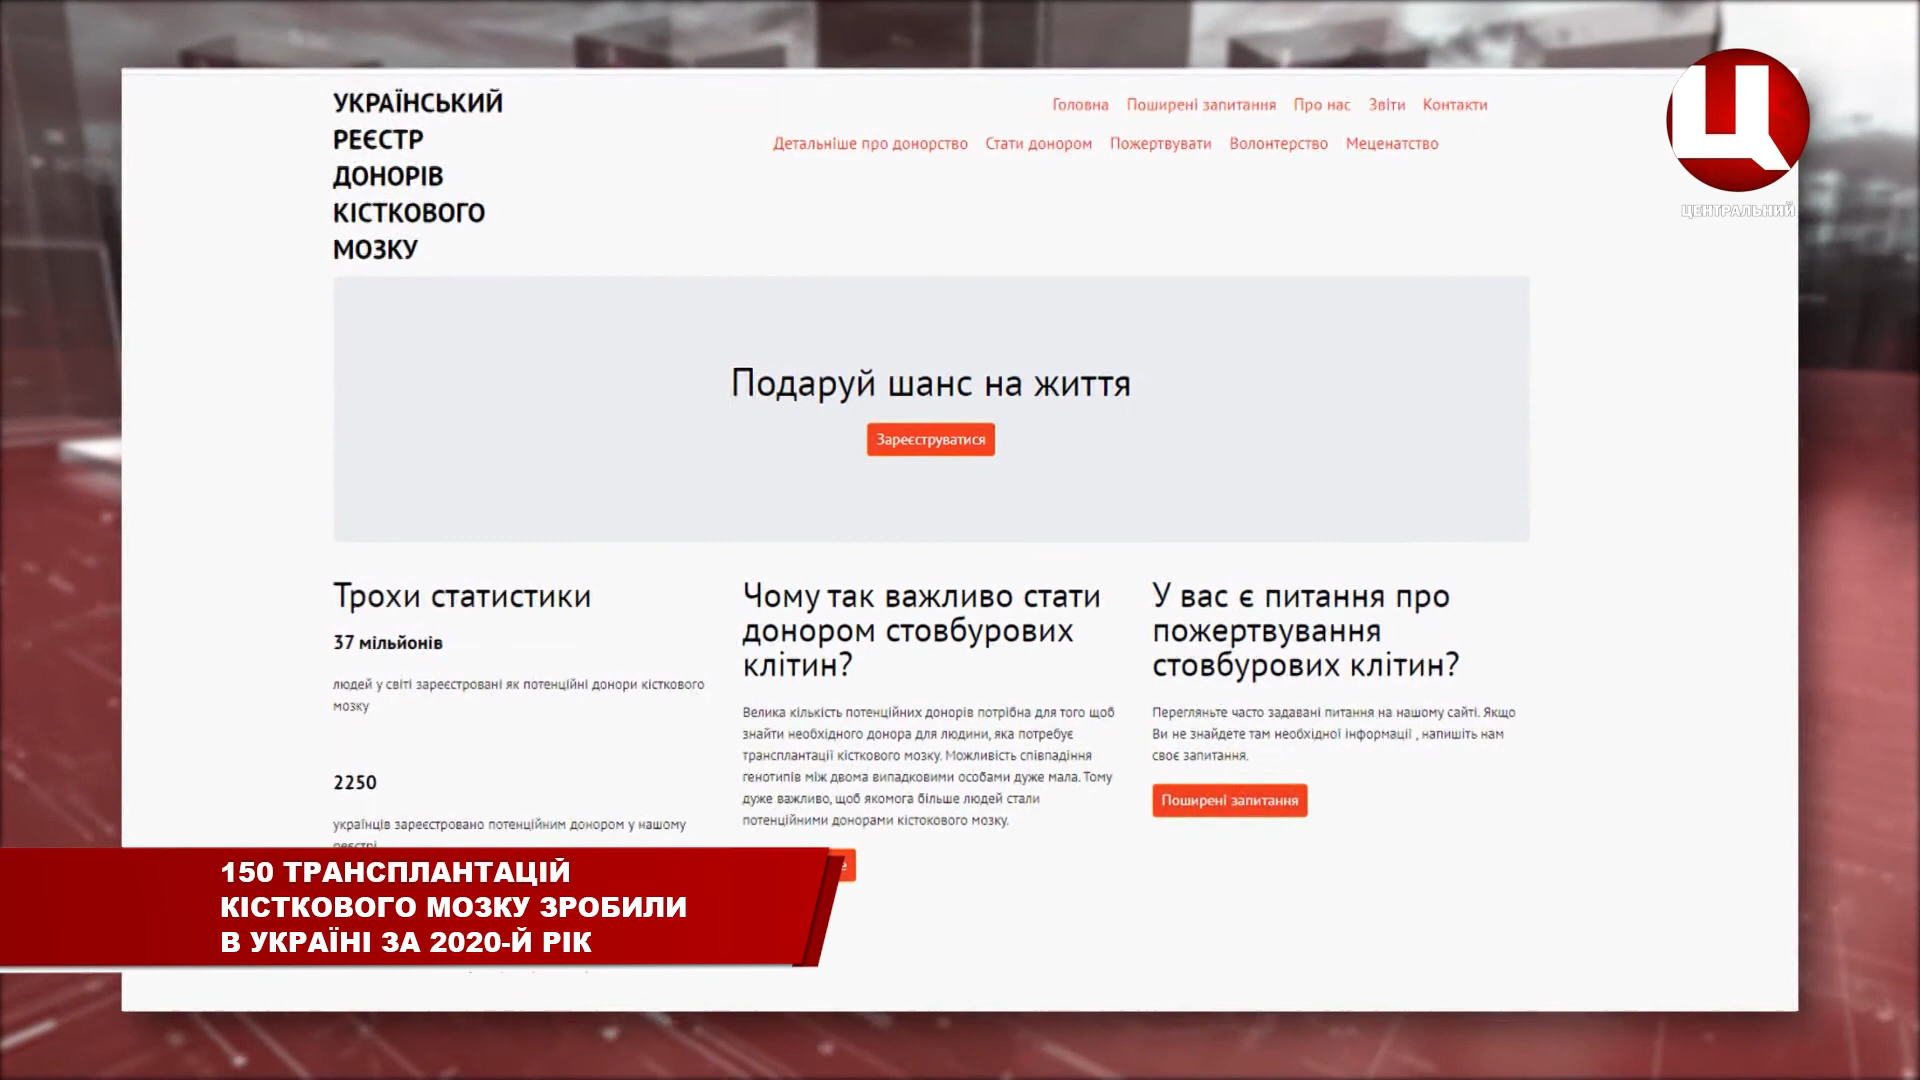 УКРАЇНСЬКИЙ
РЕЄСТР
ДОНОРІВ
КІСТКОВОГО
МОЗКУ
Головна Поширені запитання Про нас Звіти Контакти
Детальніше про донорство Стати донором Пожертвувати Волонтерство Меценатство
Ц
ЦЕНТРАЛЬНИЙ
Подаруй шанс на життя
Зареєструватися
Трохи статистики
37 мільйонів
людей у світі зареєстровані як потенційні донори кісткового
мозку
2250
українців зареєстровано потенційним донором у нашому
реєстрі
Чому так важливо стати
донором стовбурових
клітин?
Велика кількість потенційних донорів потрібна для того щоб
знайти необхідного донора для людини, яка потребує
трансплантації кісткового мозку. Можливість співпадіння
генотипів між двома випадковими особами дуже мала. Тому
дуже важливо, щоб якомога більше людей стали
потенційними донорами кістокового мозку.
У вас є питання про
пожертвування
стовбурових клітин?
Перегляньте часто задавані питання на нашому сайті. Якщо
Ви не знайдете там необхідної інформації , напишіть нам
своє запитання.
Поширені запитання
150 ТРАНСПЛАНТАЦІЙ
КІСТКОВОГО МОЗКУ ЗРОБИЛИ
В УКРАЇНІ ЗА 2020-Й РІК